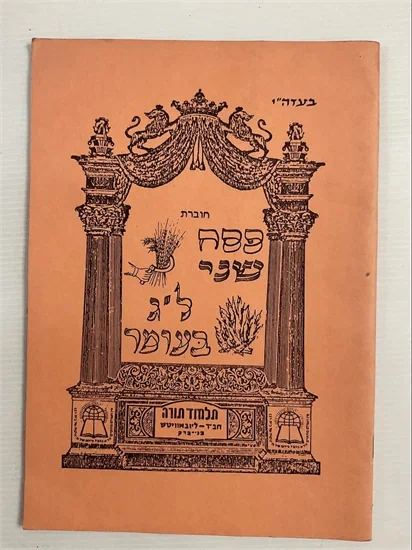 בעזה"י
חוברת
פסח
שני
ל"ג
בעומר
תלמוד תורה
חב"ד - ליובאוויטש
בני-ברק